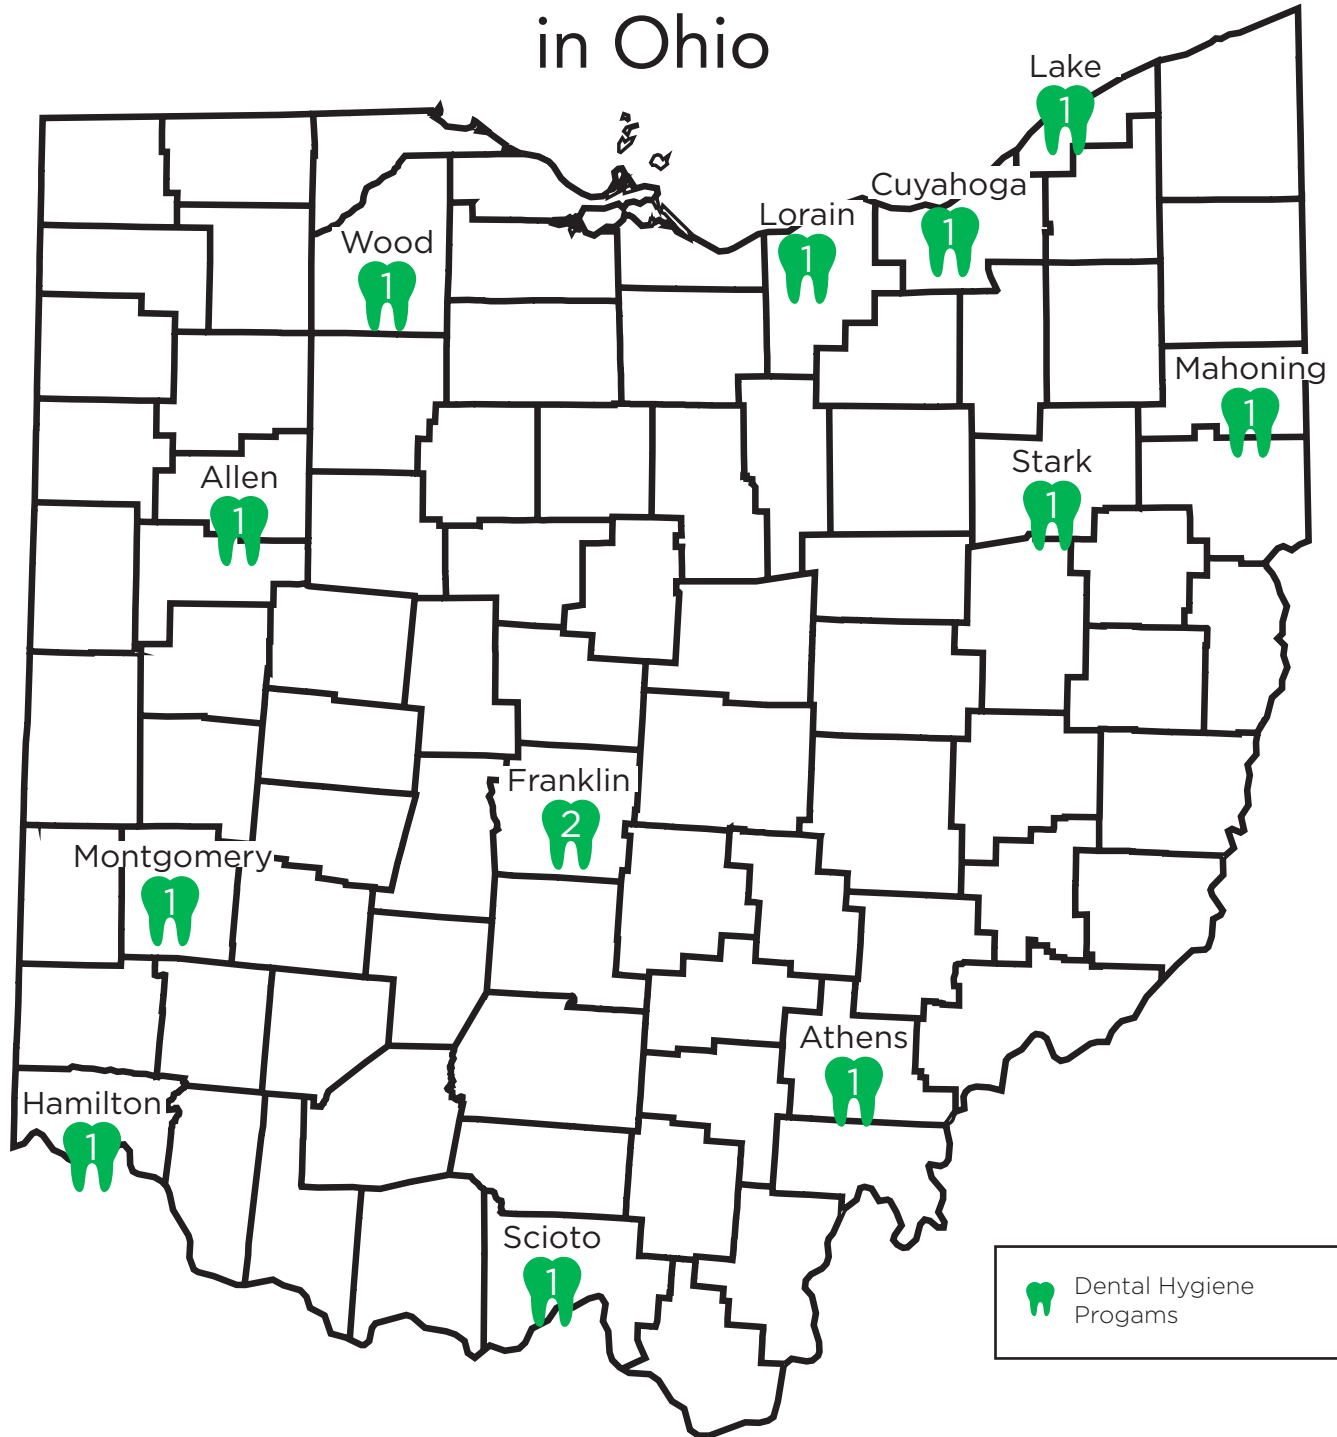 in Ohio
Lake
1
Cuyahoga
1
Lorain
1
Wood
1
Mahoning
1
Stark
1
Allen
1
Franklin
2
Montgomery
1
Athens
1
Hamilton
1
Scioto
1
Dental Hygiene
Progams